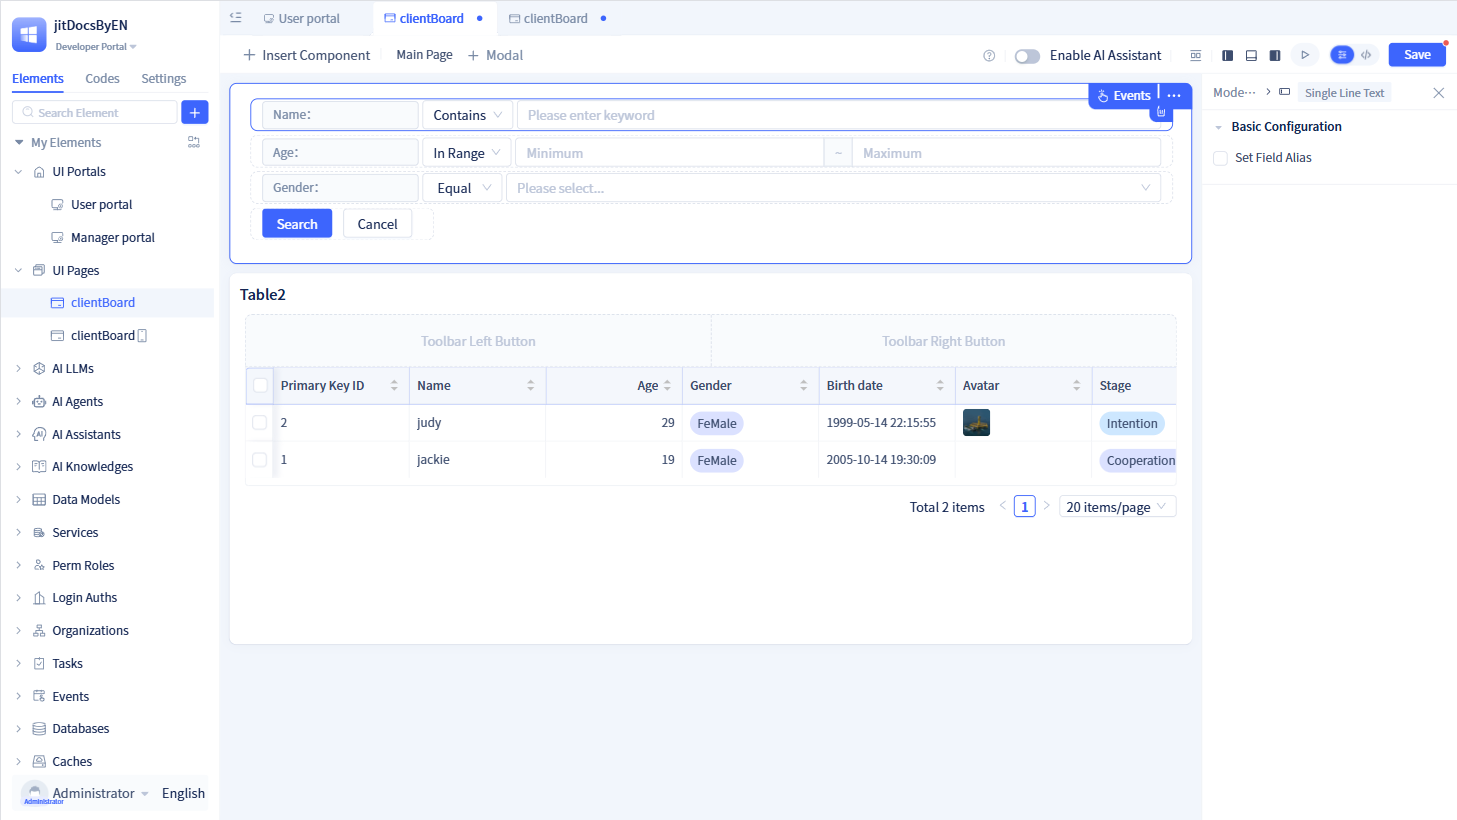 jitDocsByEN
Developer Portal
Elements Codes Settings
Search Element
My Elements
UI Portals
User portal
Manager portal
UI Pages
clientBoard
clientBoard
AI LLMs
AI Agents
AI Assistants
AI Knowledges
Data Models
Services
Perm Roles
Login Auths
Organizations
Tasks
Events
Databases
Caches
Administrator
Administrator English
User portal clientBoard clientBoard
Insert Component Main Page Modal Enable AI Assistant Save
Events
Name: Contains Please enter keyword
Age: In Range Minimum ~ Maximum
Gender: Equal Please select...
Search Cancel
Table2
Toolbar Left Button Toolbar Right Button
Primary Key ID Name Age Gender Birth date Avatar Stage
2 judy 29 FeMale 1999-05-14 22:15:55 Intention
1 jackie 19 FeMale 2005-10-14 19:30:09 Cooperation
Total 2 items 1 20 items/page
Mode··· Single Line Text
Basic Configuration
Set Field Alias